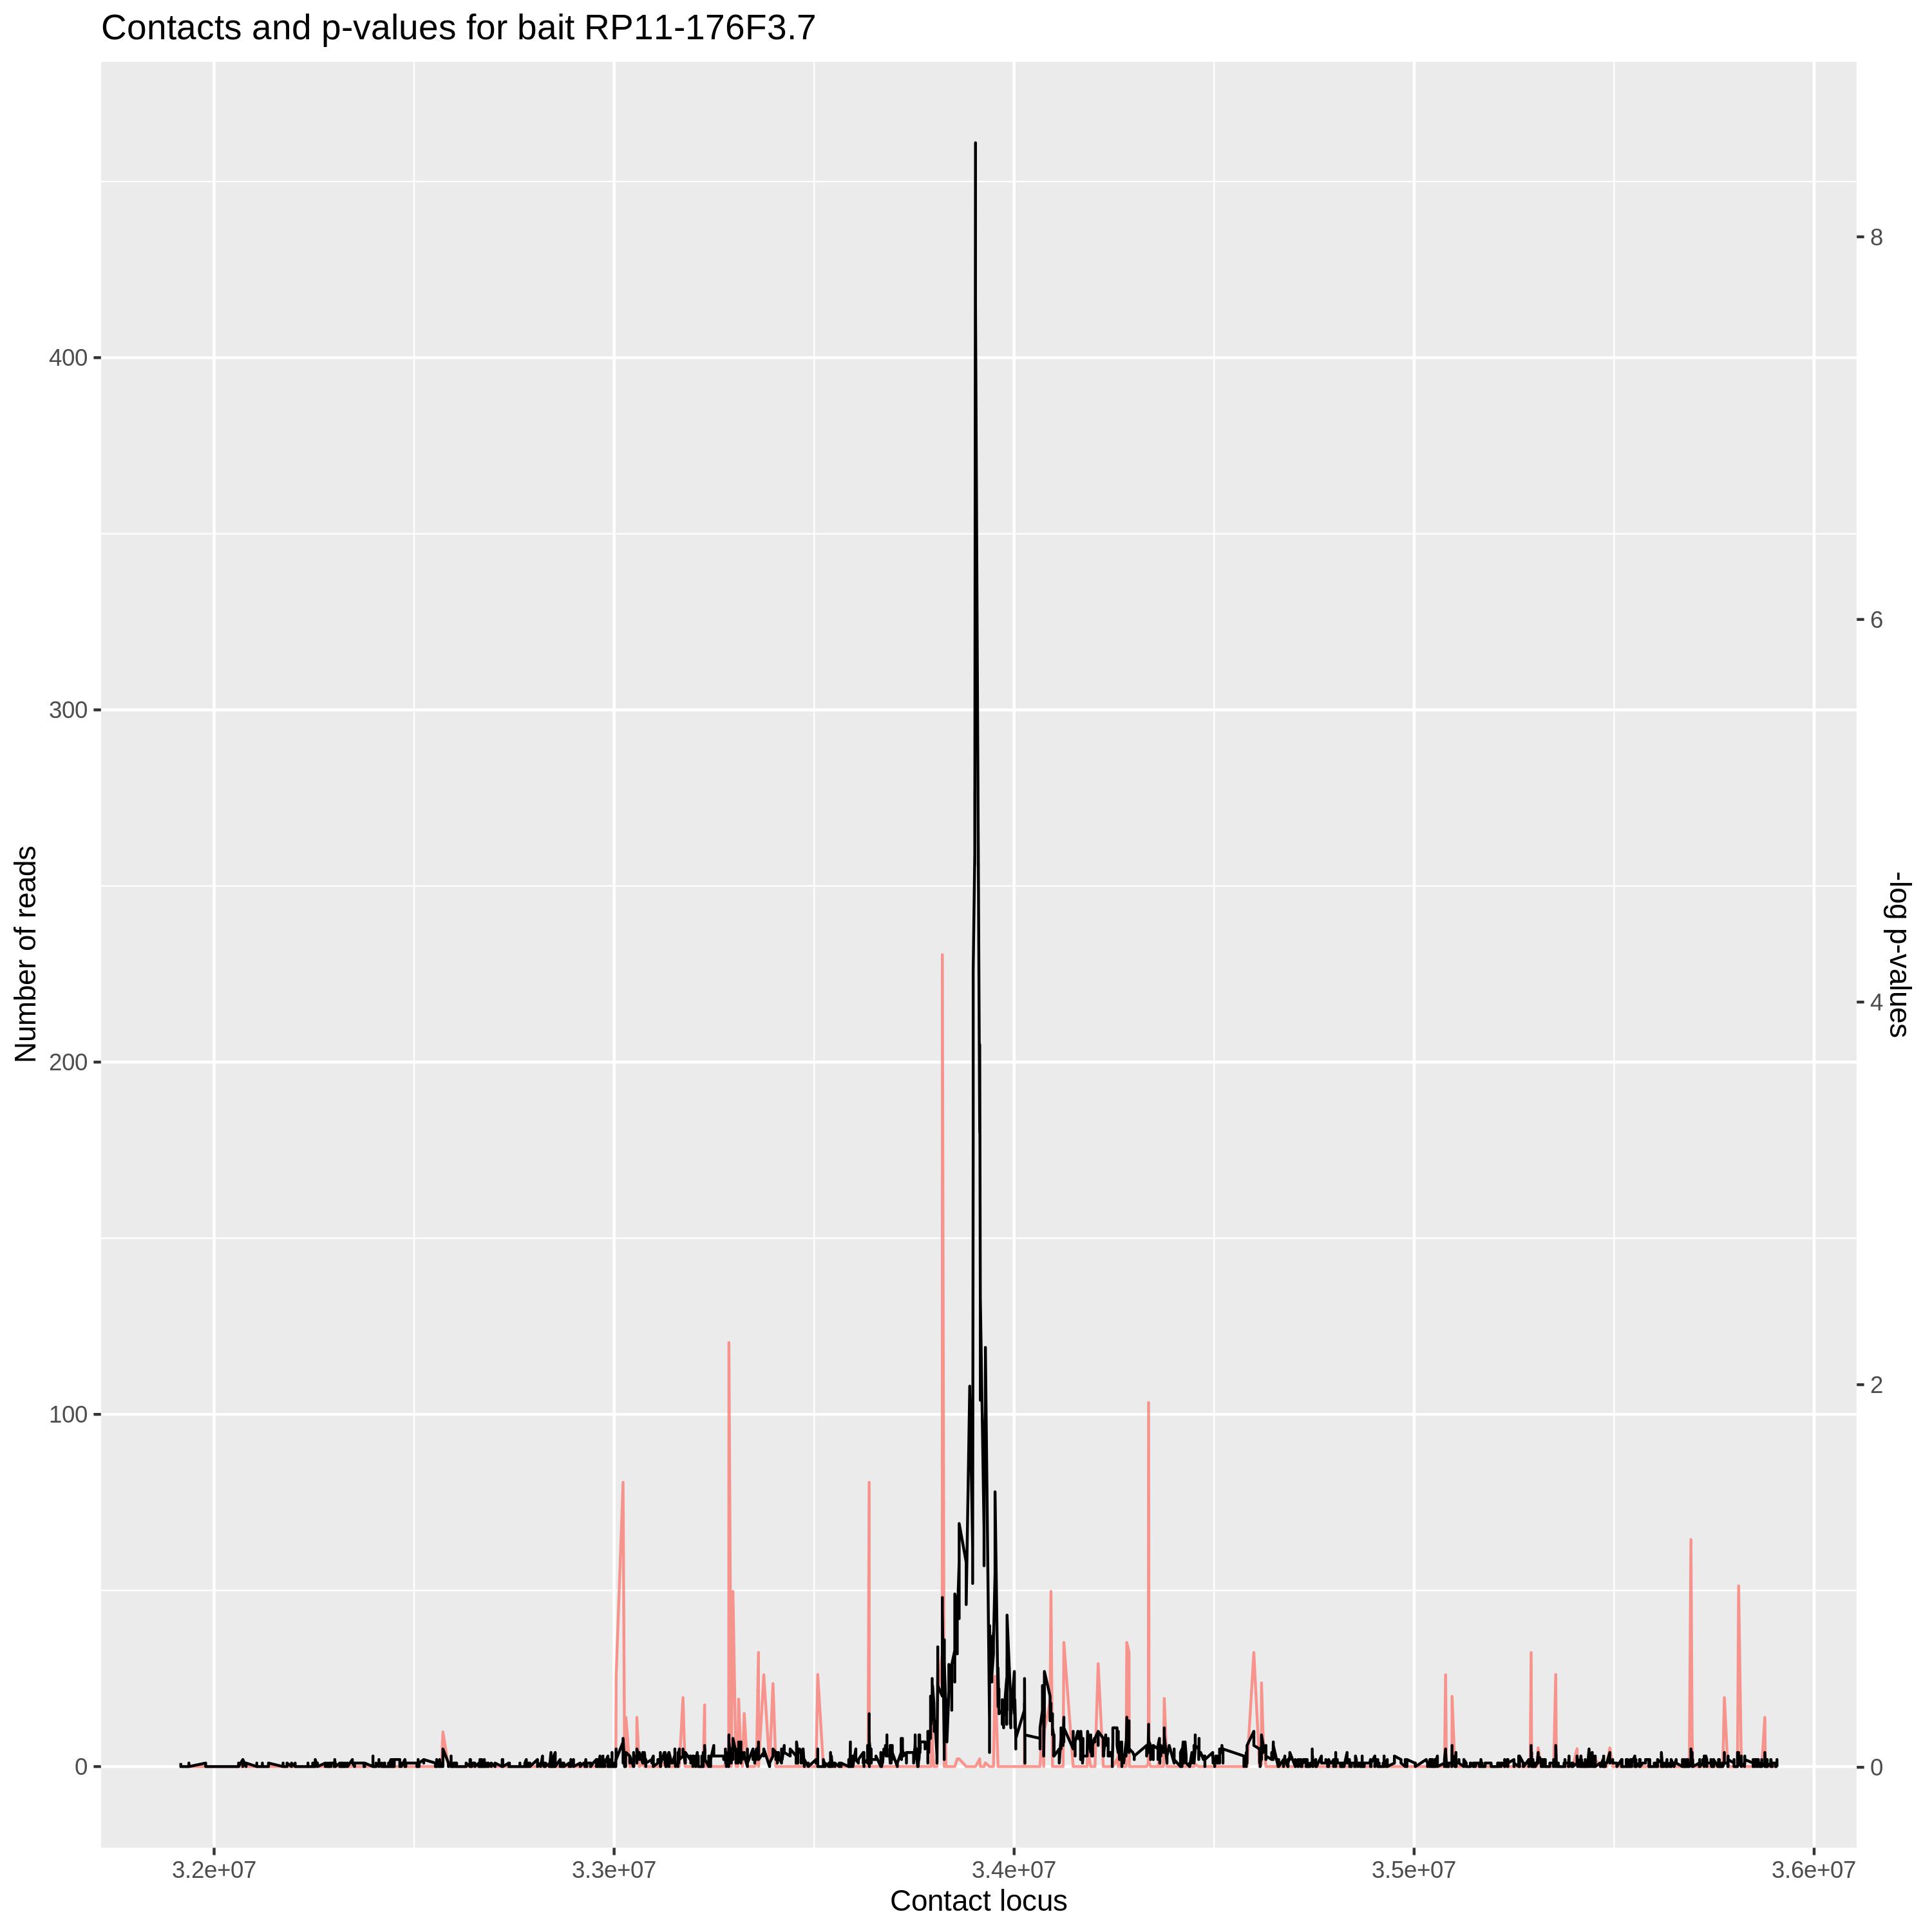 Contacts and p-values for bait RP11-176F3.7
Number of reads
400
300
200
100
0
8
6
4
2
0
-log p-values
3.2e+07
3.3e+07
3.4e+07
3.5e+07
3.6e+07
Contact locus